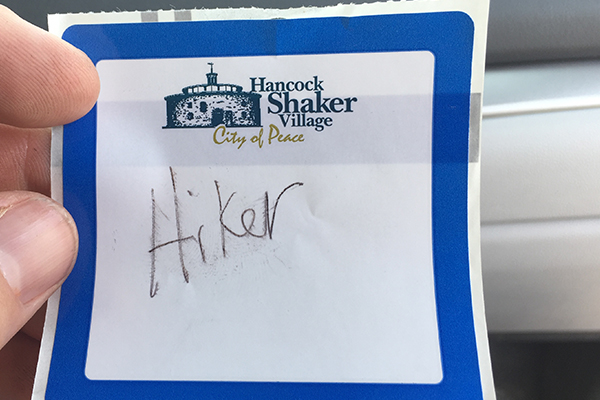 Hancock
Shaker
Village
City of Peace
Hiker